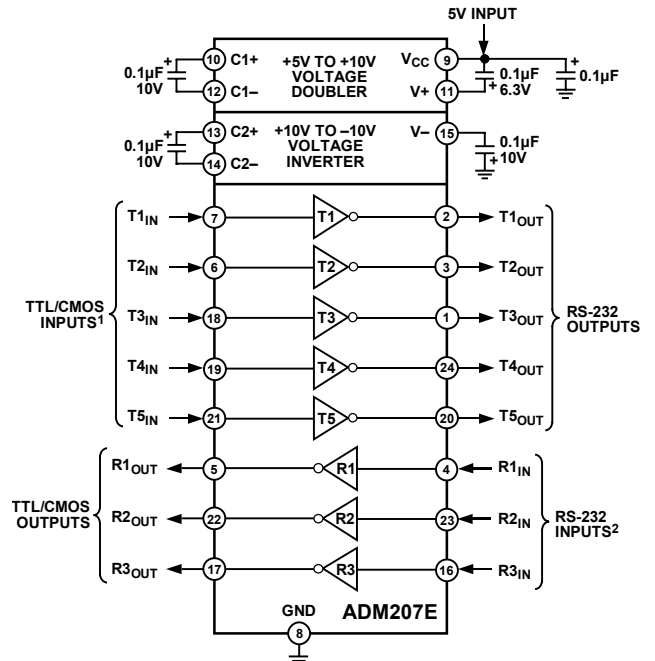 5V INPUT
10 C1+ +5V TO +10V VCC 9
0.1µF + VOLTAGE 0.1µF + 0.1µF
10V DOUBLER + 6.3V
12 C1– V+ 11
13 C2+ +10V TO –10V V– 15
0.1µF + VOLTAGE 0.1µF
10V INVERTER + 10V
14 C2–
T1IN 7 T1 2 T1OUT
T2IN 6 T2 3 T2OUT
TTL/CMOS INPUTS1
T3IN 18 T3 1 T3OUT
RS-232 OUTPUTS
T4IN 19 T4 24 T4OUT
T5IN 21 T5 20 T5OUT
R1OUT 5 R1 4 R1IN
TTL/CMOS OUTPUTS
R2OUT 22 R2 23 R2IN
RS-232 INPUTS2
R3OUT 17 R3 16 R3IN
GND ADM207E
8